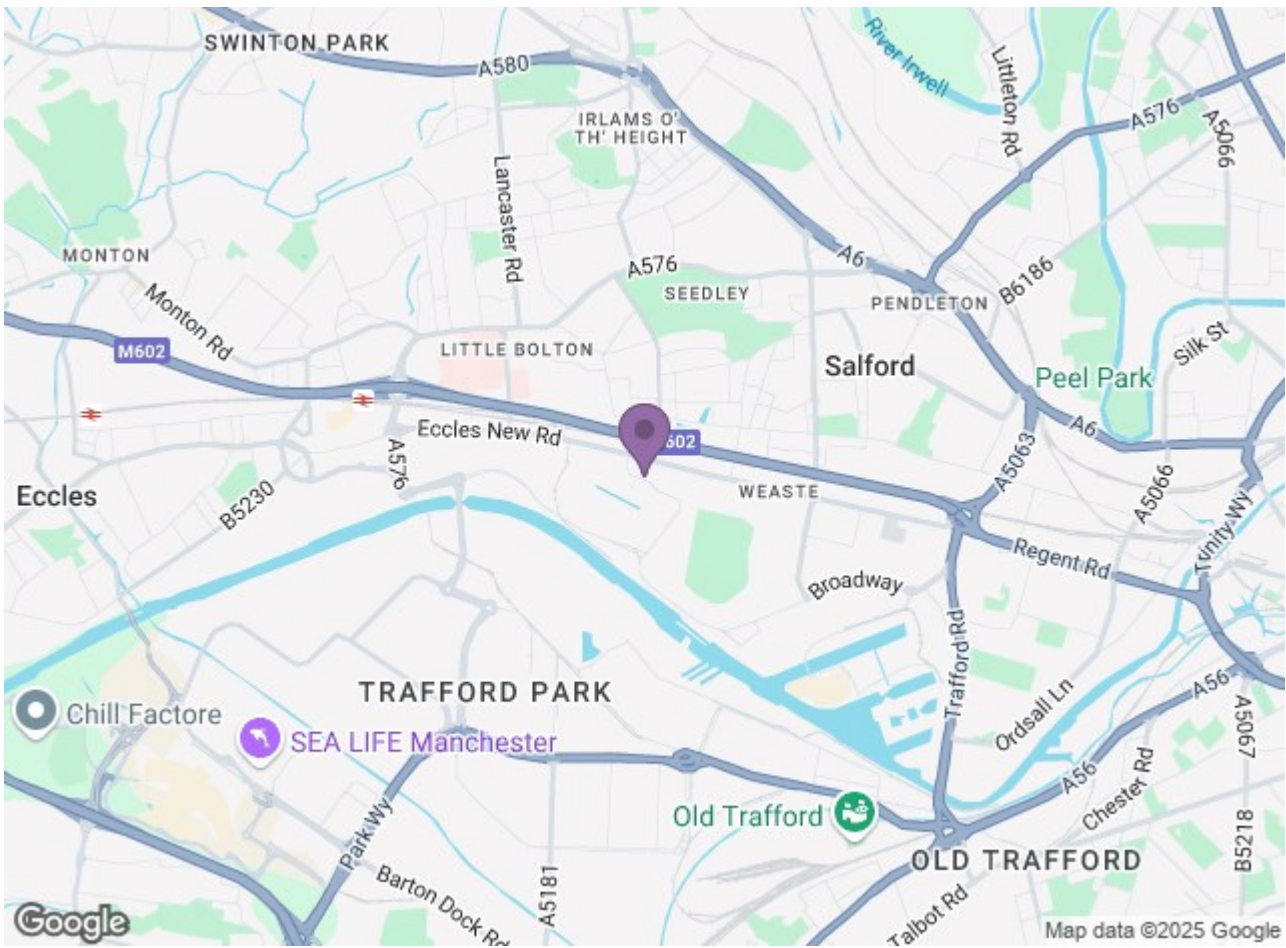 SWINTON PARK
A580
River Irwell
Littleton Rd
A576
A5066
IRLAMS O'
TH' HEIGHT
Lancaster Rd
MONTON
Monton Rd
A576
SEEDLEY
A6
B6186
PENDLETON
M602
LITTLE BOLTON
Salford
Silk St
Peel Park
Eccles New Rd
602
A6
A576
A5063
A5066
WEASTE
Eccles
B5230
Trinity Wy
Regent Rd
Broadway
Trafford Rd
TRAFFORD PARK
Chill Factore
SEA LIFE Manchester
Ordsall Ln
A56
A5067
A56
Chester Rd
Old Trafford
Park Wy
OLD TRAFFORD
B5218
Barton Dock Rd
A5181
Talbot Rd
Google
Map data ©2025 Google